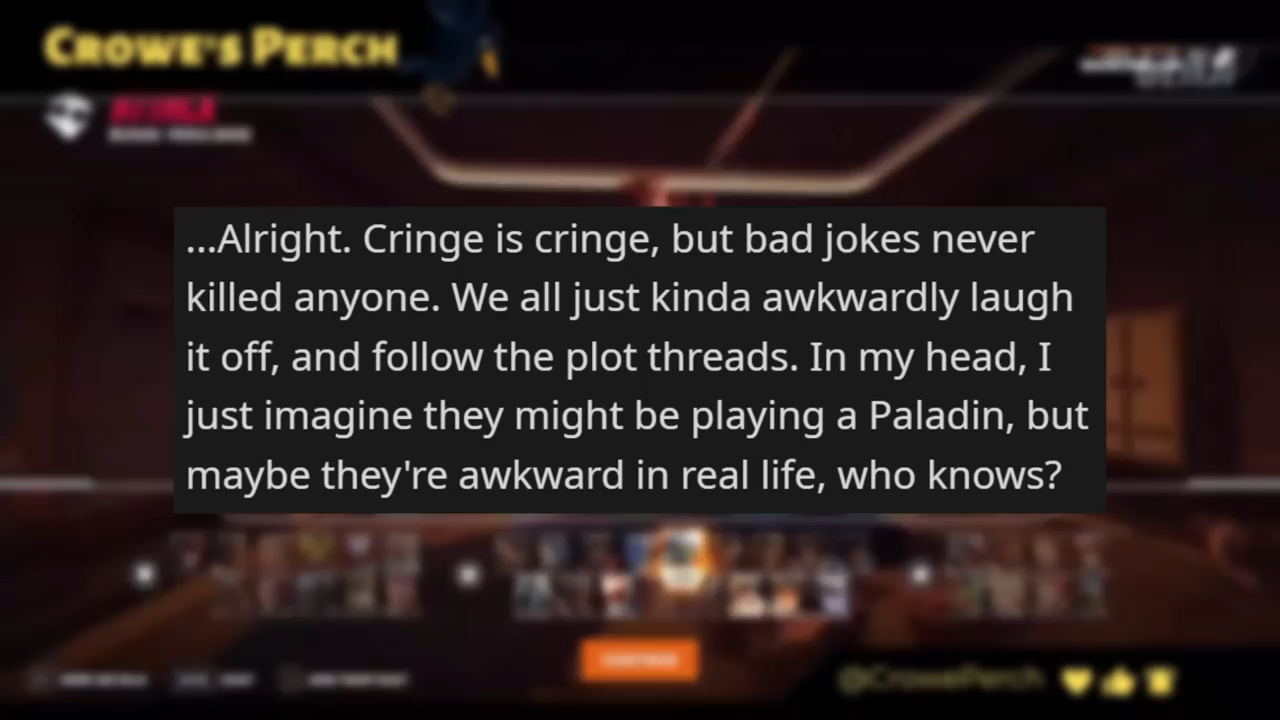 CROWE'S PERCH
...Alright. Cringe is cringe, but bad jokes never
killed anyone. We all just kinda awkwardly laugh
it off, and follow the plot threads. In my head, I
just imagine they might be playing a Paladin, but
maybe they're awkward in real life, who knows?
@CrowePerch